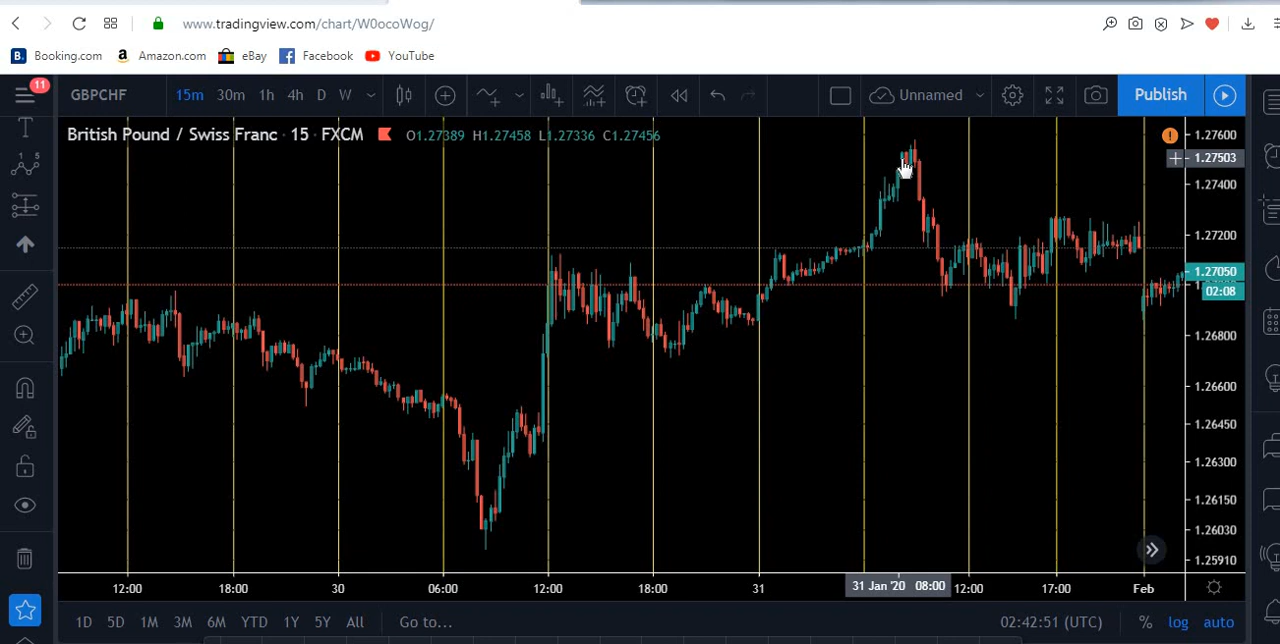 www.tradingview.com/chart/W0ocoWog/
B. Booking.com a Amazon.com eBay Facebook YouTube
11 GBPCHF 15m 30m 1h 4h D W Unnamed Publish
British Pound / Swiss Franc · 15 · FXCM O1.27389 H1.27458 L1.27336 C1.27456
1.27600
1.27503
1.27400
1.27200
1.27050
02:08
1.26800
1.26600
1.26450
1.26300
1.26150
1.26030
1.25910
12:00 18:00 30 06:00 12:00 18:00 31 31 Jan '20 08:00 12:00 17:00 Feb
1D 5D 1M 3M 6M YTD 1Y 5Y All Go to... 02:42:51 (UTC) % log auto